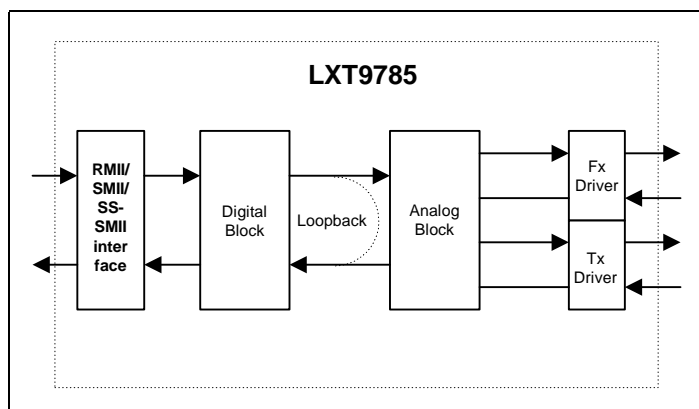 LXT9785
RMII/
SMII/
SS-
SMII
inter
face
Digital
Block
Loopback
Analog
Block
Fx
Driver
Tx
Driver